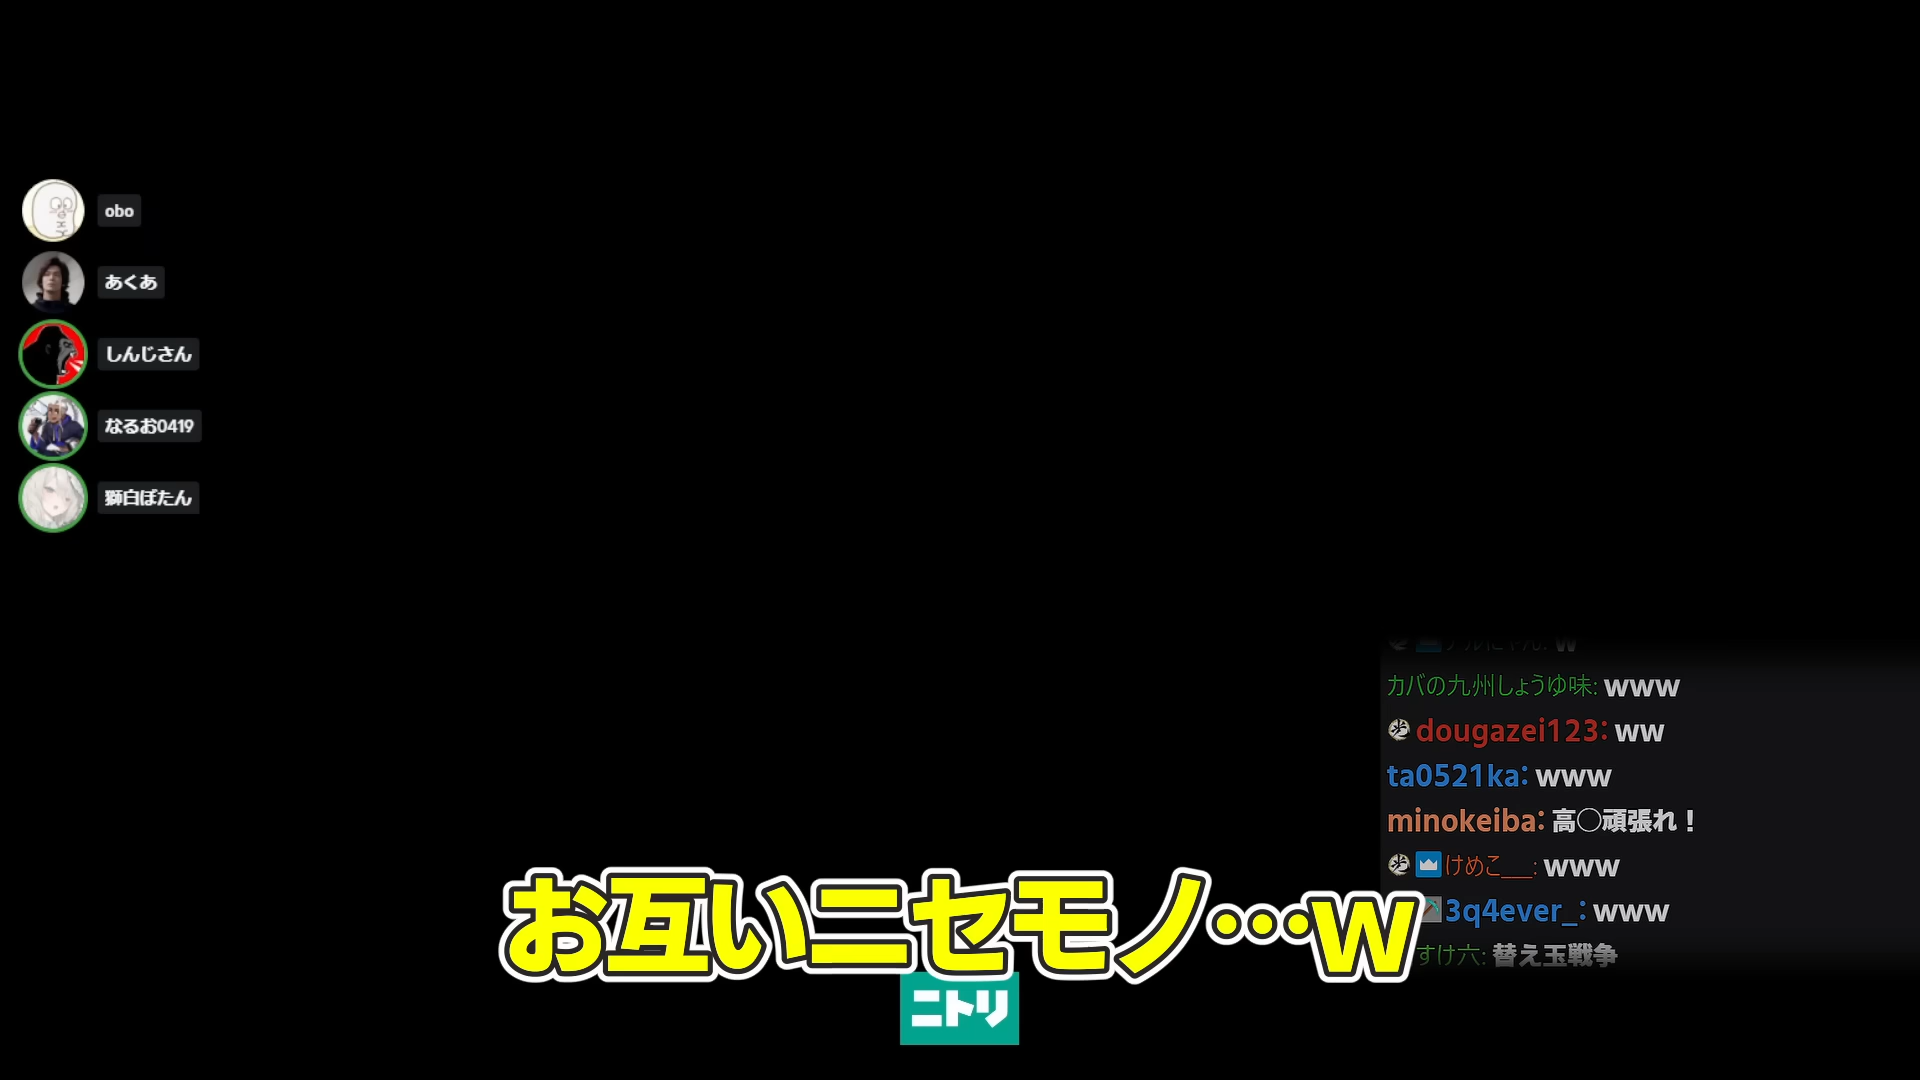 obo
あくあ
しんじさん
なるお0419
獅白ぼたん
カバの九州しょうゆ味: www
dougazei123: ww
ta0521ka: www
minokeiba: 高◯頑張れ！
けめこ___: www
3q4ever_: www
すけ六: 替え玉戦争
お互いニセモノ…w
ニトリ